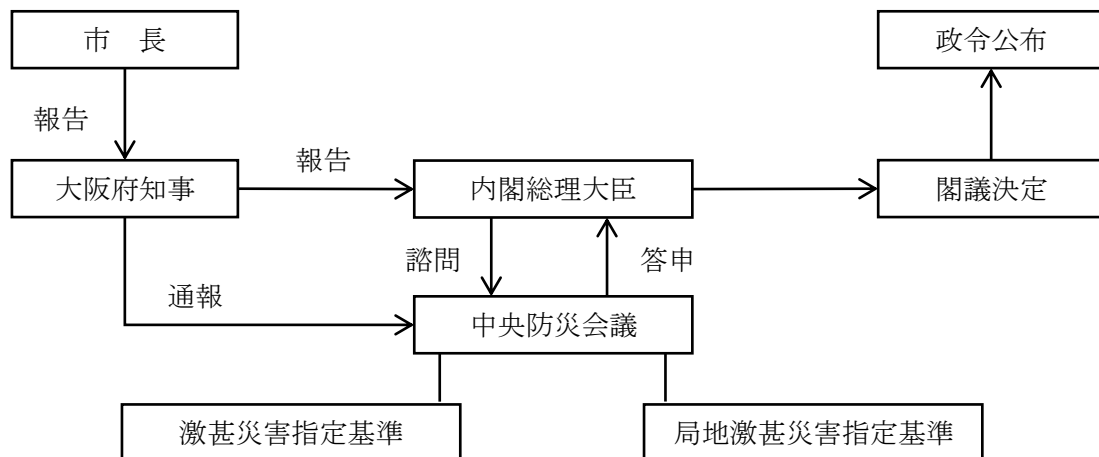 市　長
政令公布
報告
報告
大阪府知事
内閣総理大臣
閣議決定
諮問
答申
通報
中央防災会議
激甚災害指定基準
局地激甚災害指定基準